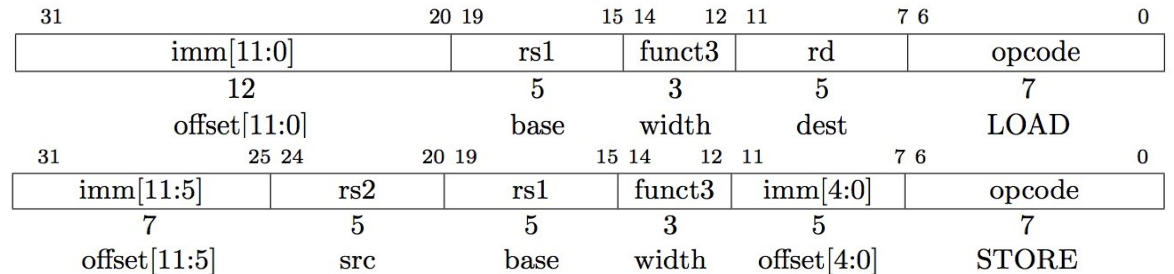 31 20 19 15 14 12 11 7 6 0
imm[11:0] rs1 funct3 rd opcode
12 5 3 5 7
offset[11:0] base width dest LOAD
31 25 24 20 19 15 14 12 11 7 6 0
imm[11:5] rs2 rs1 funct3 imm[4:0] opcode
7 5 5 3 5 7
offset[11:5] src base width offset[4:0] STORE